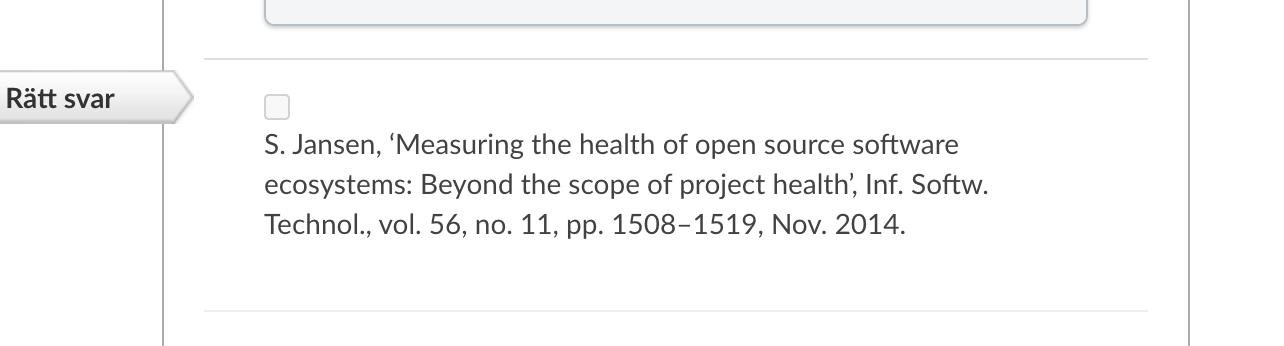 Rätt svar
S. Jansen, ‘Measuring the health of open source software
ecosystems: Beyond the scope of project health’, Inf. Softw.
Technol., vol. 56, no. 11, pp. 1508–1519, Nov. 2014.